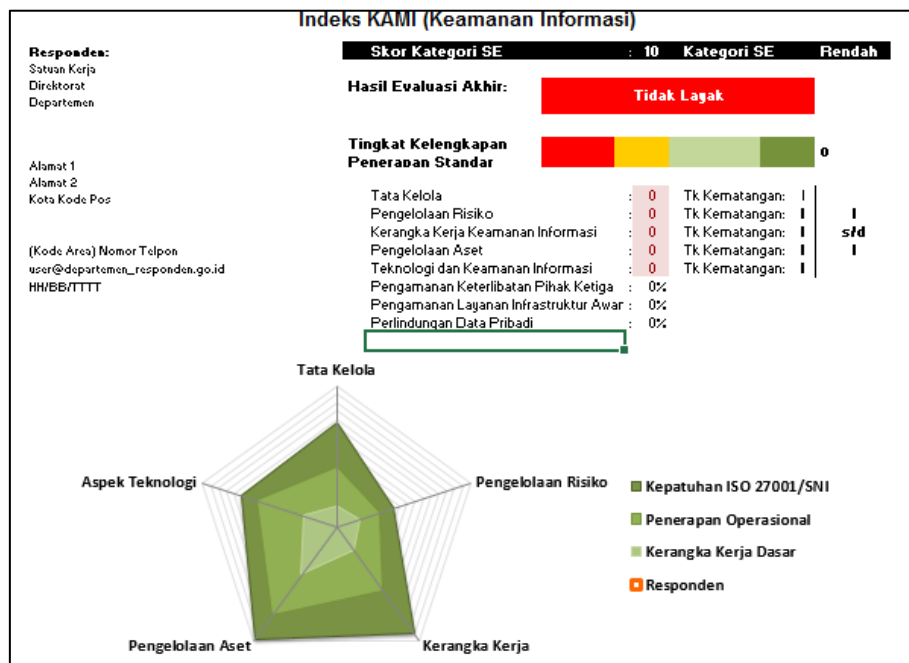 Indeks KAMI (Keamanan Informasi)
Responden:
Satuan Kerja
Direktorat
Departemen
Alamat 1
Alamat 2
Kota Kode Pos
(Kode Area) Nomor Telpon
user@departemen_responden.go.id
HH/BB/TTTT
Skor Kategori SE : 10 Kategori SE Rendah
Hasil Evaluasi Akhir: Tidak Layak
Tingkat Kelengkapan
Penerapan Standar 0
Tata Kelola : 0 Tk Kematangan: I
Pengelolaan Risiko : 0 Tk Kematangan: I I
Kerangka Kerja Keamanan Informasi : 0 Tk Kematangan: I s/d
Pengelolaan Aset : 0 Tk Kematangan: I I
Teknologi dan Keamanan Informasi : 0 Tk Kematangan: I
Pengamanan Keterlibatan Pihak Ketiga : 0%
Pengamanan Layanan Infrastruktur Awar : 0%
Perlindungan Data Pribadi : 0%
Tata Kelola
Aspek Teknologi
Pengelolaan Risiko
Pengelolaan Aset
Kerangka Kerja
Kepatuhan ISO 27001/SNI
Penerapan Operasional
Kerangka Kerja Dasar
Responden